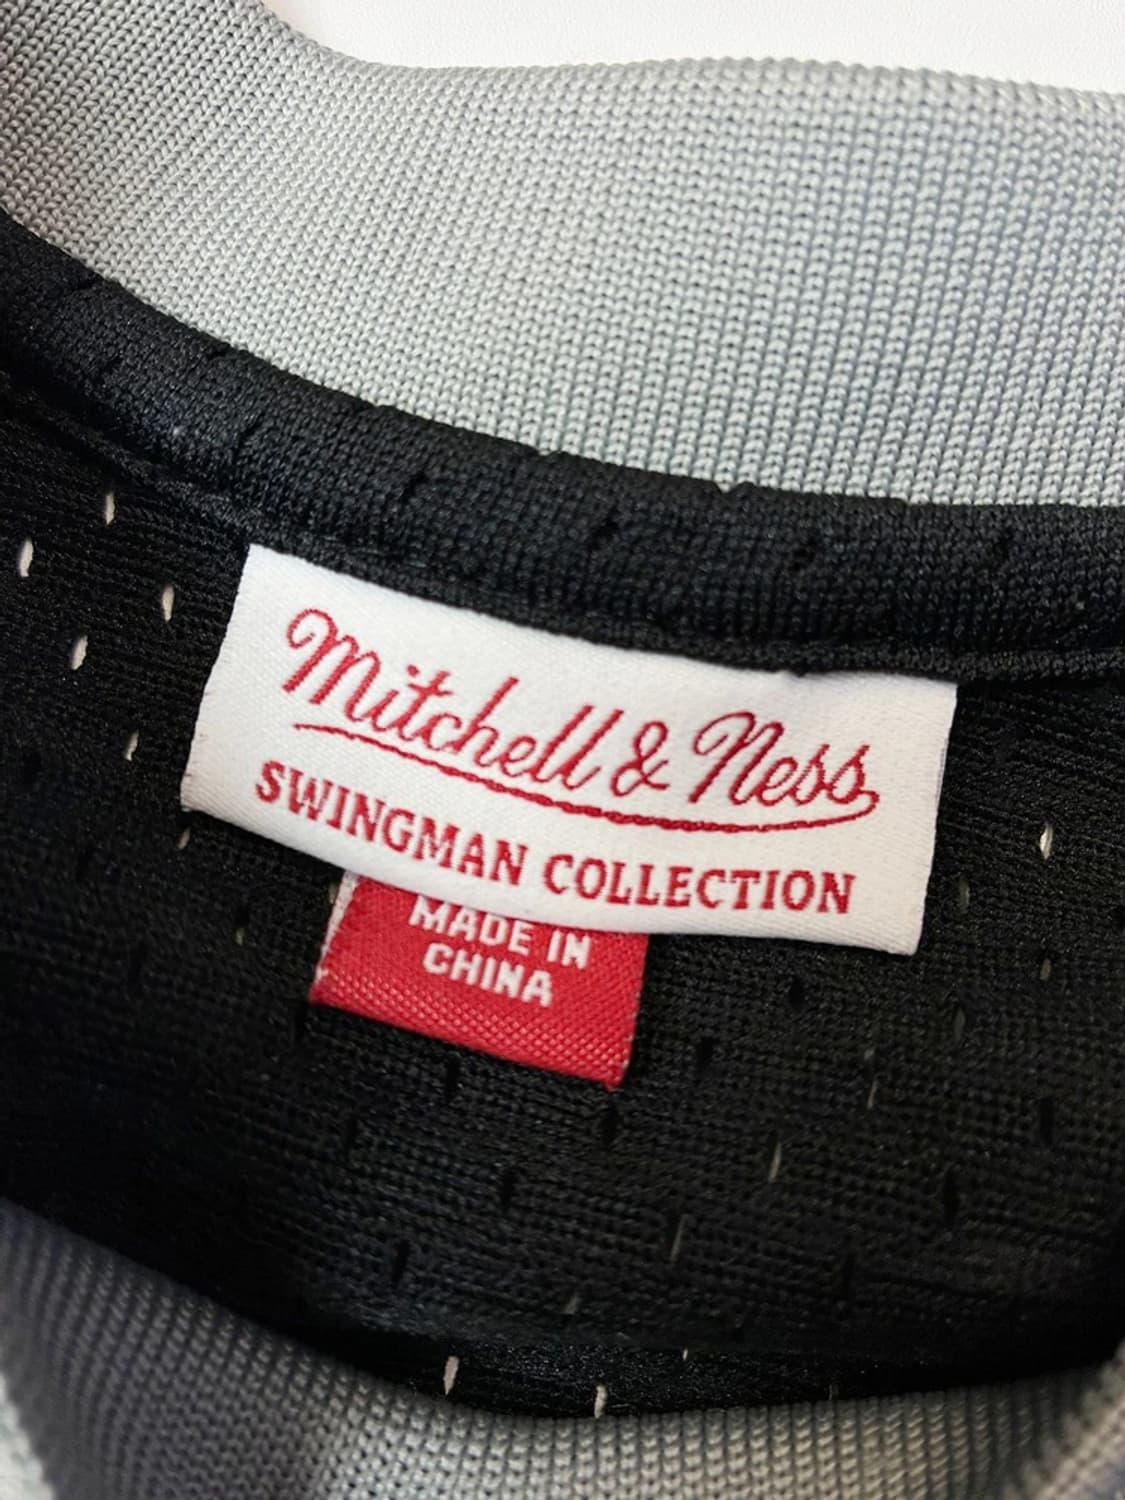 Mitchell & Ness
SWINGMAN COLLECTION
MADE IN
CHINA